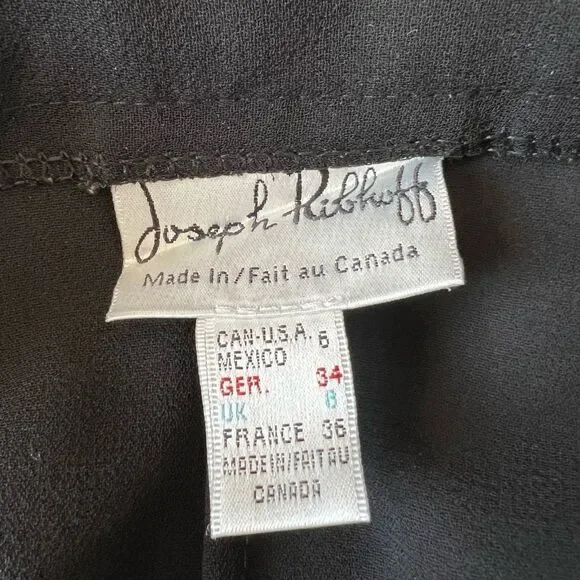 Joseph Ribkoff
Made In/Fait au Canada
CAN-U.S.A. 6
MEXICO
GER. 34
UK 8
FRANCE 36
MADE IN/FAIT AU
CANADA